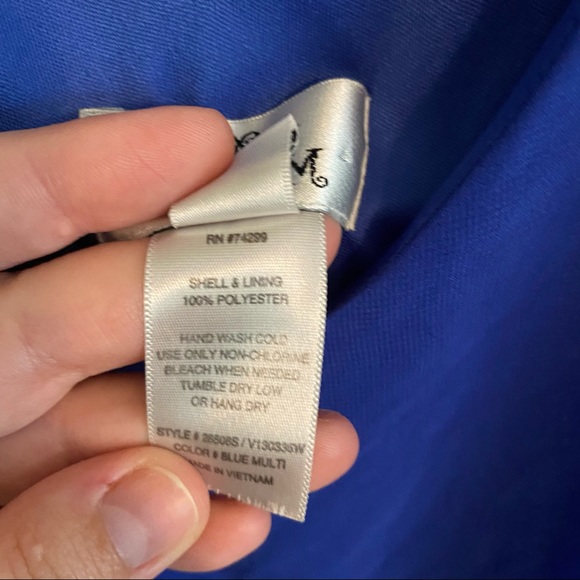 RN #74299
SHELL & LINING
100% POLYESTER
HAND WASH COLD
USE ONLY NON-CHLORINE
BLEACH WHEN NEEDED
TUMBLE DRY LOW
OR HANG DRY
STYLE # 26506S / V130336W
COLOR # BLUE MULTI
MADE IN VIETNAM